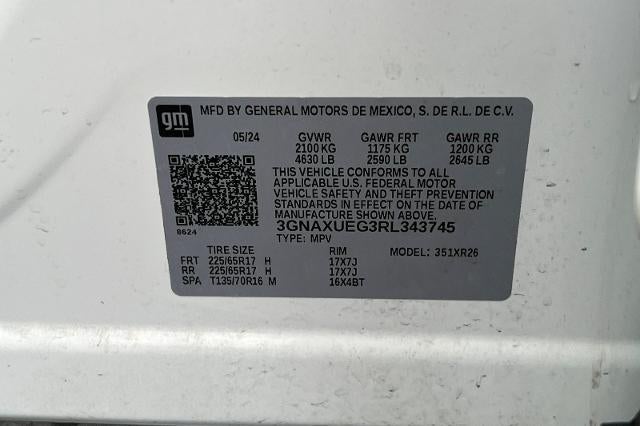 gm
MFD BY GENERAL MOTORS DE MEXICO, S. DE R.L. DE C.V.
05/24 GVWR GAWR FRT GAWR RR
2100 KG 1175 KG 1200 KG
4630 LB 2590 LB 2645 LB
THIS VEHICLE CONFORMS TO ALL
APPLICABLE U.S. FEDERAL MOTOR
VEHICLE SAFETY AND THEFT PREVENTION
STANDARDS IN EFFECT ON THE DATE OF
MANUFACTURE SHOWN ABOVE.
3GNAXUEG3RL343745
8624
TYPE: MPV MODEL: 351XR26
TIRE SIZE RIM
FRT 225/65R17 H 17X7J
RR 225/65R17 H 17X7J
SPA T135/70R16 M 16X4BT